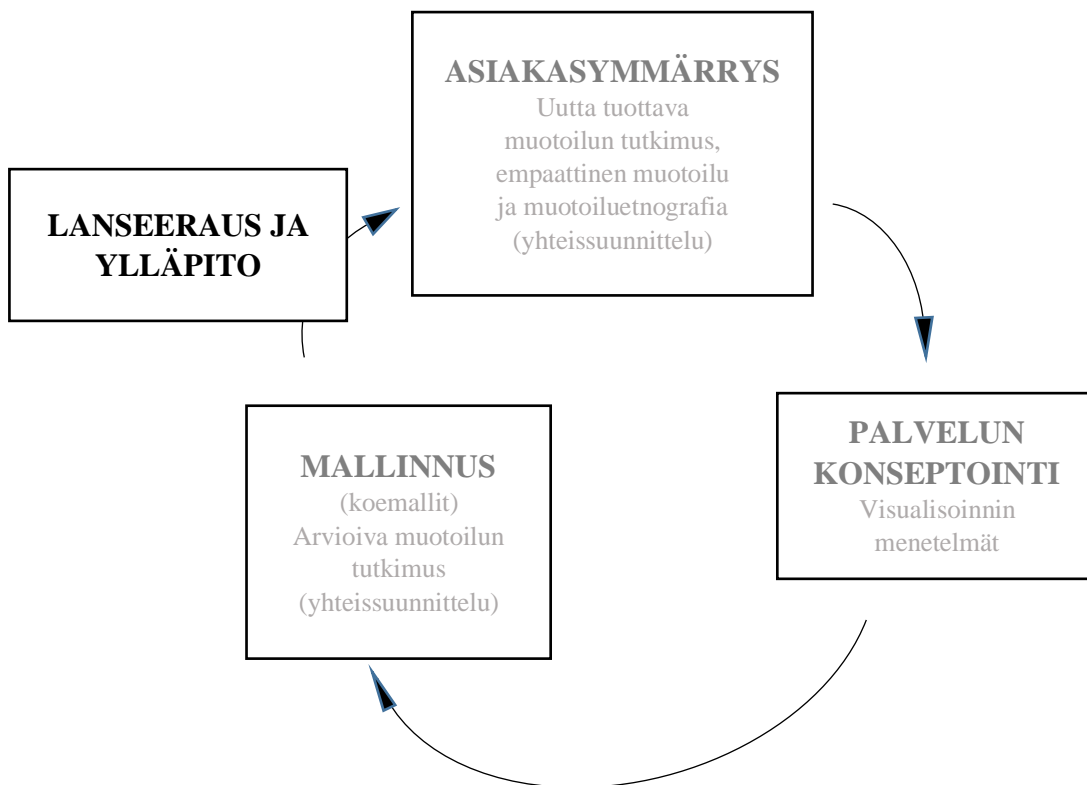 ASIAKASYMMÄRRYS
Uutta tuottava
muotoilun tutkimus,
empaattinen muotoilu
ja muotoiluetnografia
(yhteissuunnittelu)
LANSEERAUS JA
YLLÄPITO
PALVELUN
KONSEPTOINTI
Visualisoinnin
menetelmät
MALLINNUS
(koemallit)
Arvioiva muotoilun
tutkimus
(yhteissuunnittelu)